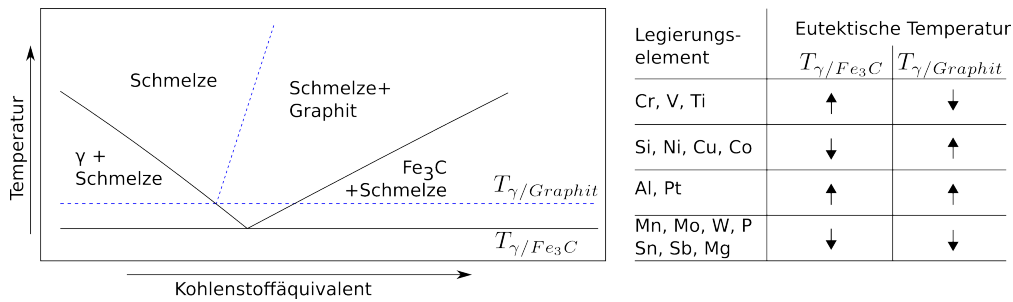 Temperatur
Schmelze
Schmelze+
Graphit
γ +
Schmelze
Fe3C
+Schmelze
Tγ/Graphit
Tγ/Fe3C
Kohlenstoffäquivalent
Legierungs-
element
Eutektische Temperatur
Tγ/Fe3C Tγ/Graphit
Cr, V, Ti ↑ ↓
Si, Ni, Cu, Co ↓ ↑
Al, Pt ↑ ↑
Mn, Mo, W, P
Sn, Sb, Mg ↓ ↓